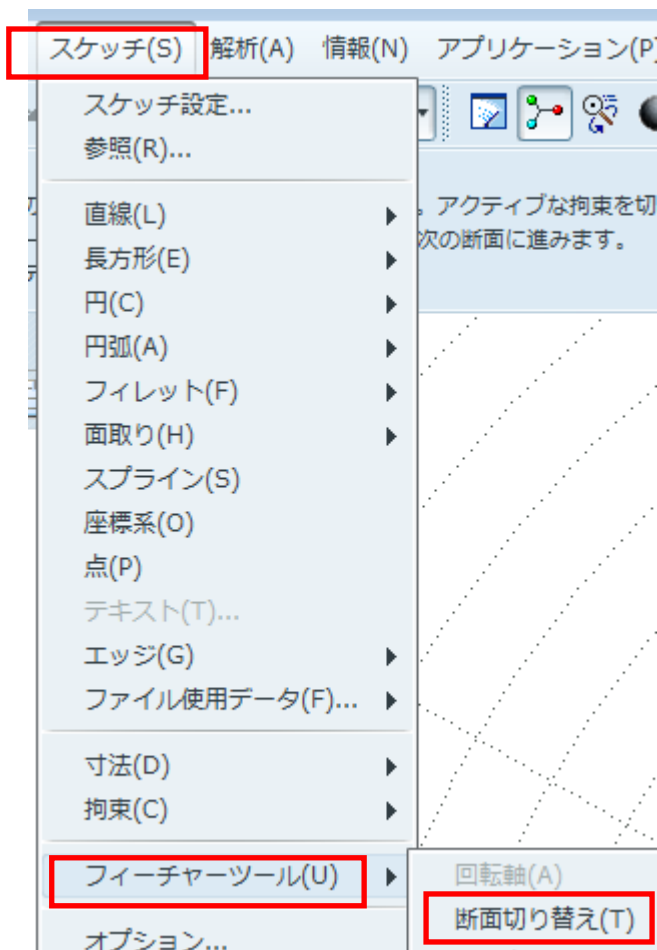 スケッチ(S) 解析(A) 情報(N) アプリケーション(P)
スケッチ設定...
参照(R)...
。アクティブな拘束を切
直線(L)
次の断面に進みます。
長方形(E)
円(C)
円弧(A)
フィレット(F)
面取り(H)
スプライン(S)
座標系(O)
点(P)
テキスト(T)...
エッジ(G)
ファイル使用データ(F)...
寸法(D)
拘束(C)
フィーチャーツール(U)
回転軸(A)
断面切り替え(T)
オプション...